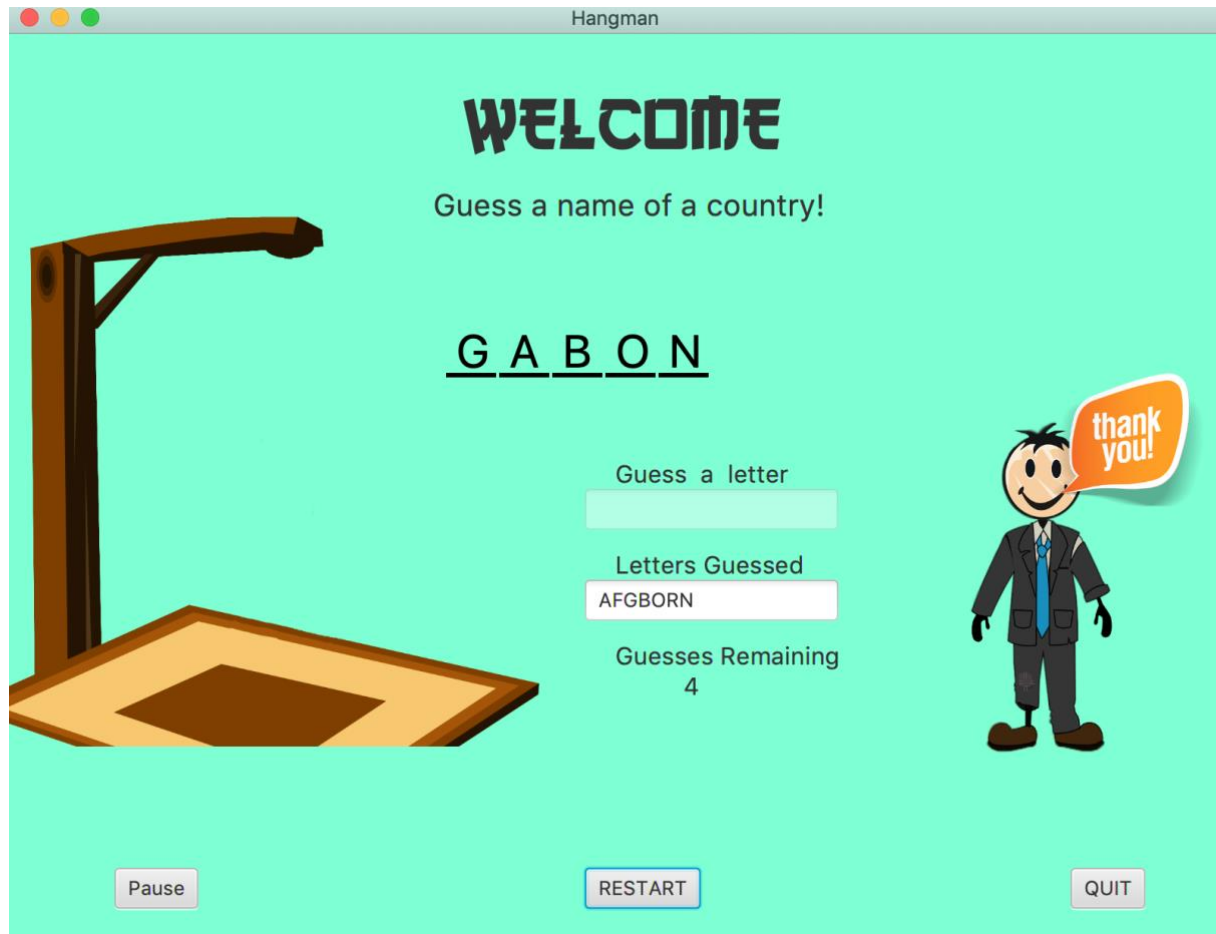 Hangman
WELCOME
Guess a name of a country!
G A B O N
thank
you!
Guess a letter
Letters Guessed
AFGBORN
Guesses Remaining
4
Pause
RESTART
QUIT